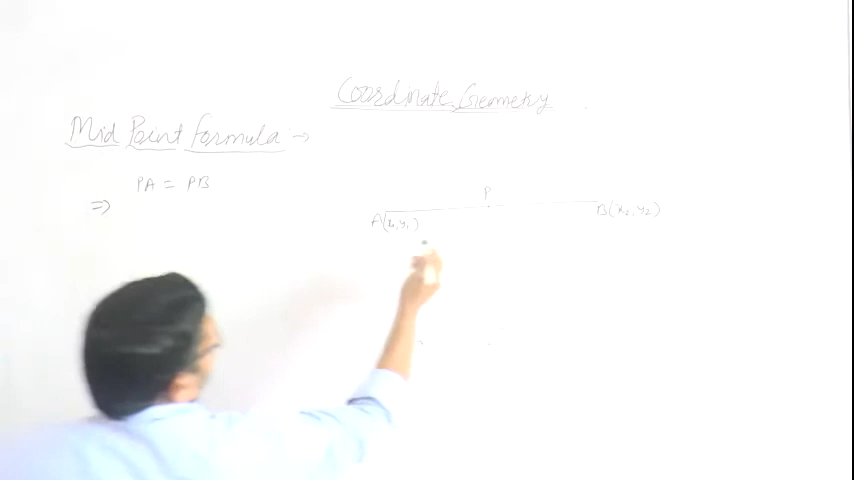 Coordinate Geometry
Mid Point Formula →
⇒ PA = PB
P
A(x₁, y₁)
B(x₂, y₂)